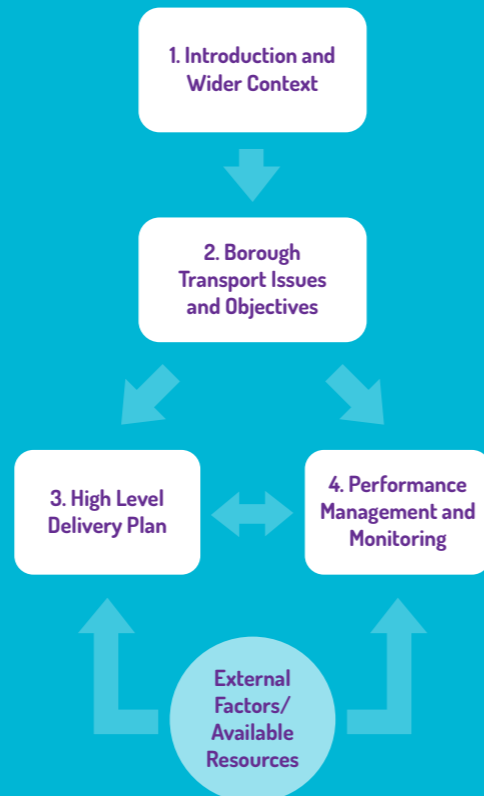 1. Introduction and
Wider Context
2. Borough
Transport Issues
and Objectives
3. High Level
Delivery Plan
4. Performance
Management and
Monitoring
External
Factors/
Available
Resources